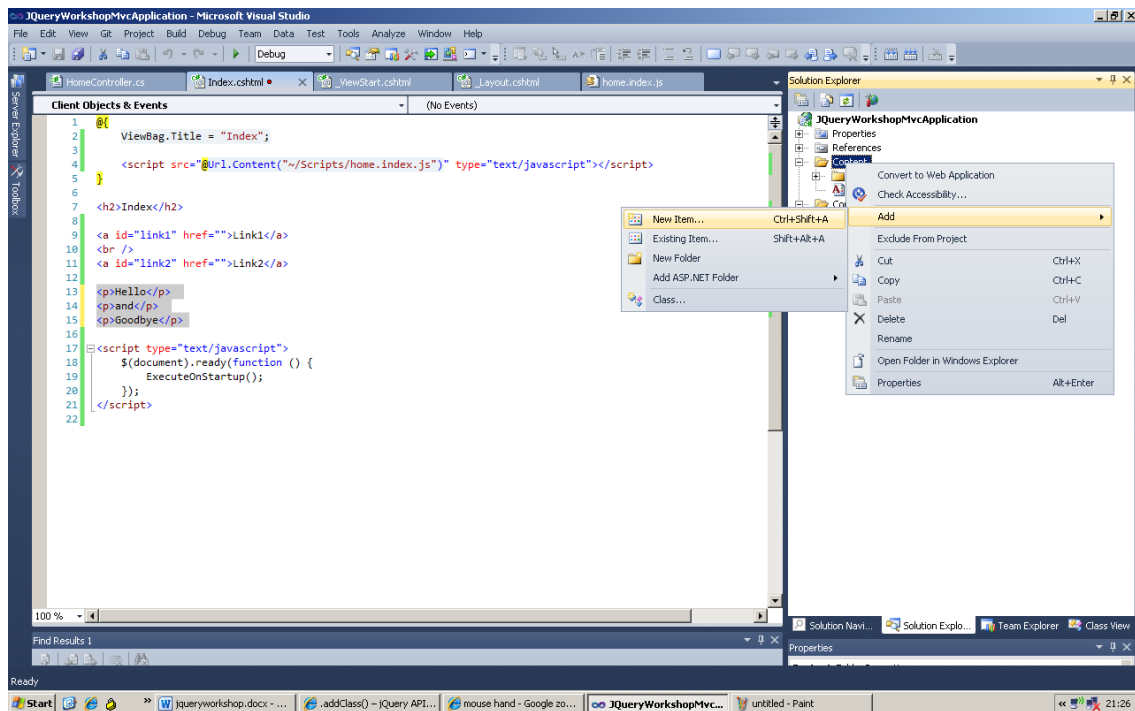 JQueryWorkshopMvcApplication - Microsoft Visual Studio
File Edit View Git Project Build Debug Team Data Test Tools Analyze Window Help
Debug
HomeController.cs Index.cshtml _ViewStart.cshtml _Layout.cshtml home.index.js
Client Objects & Events (No Events)
1 @{
2 ViewBag.Title = "Index";
3
4 <script src="@Url.Content("~/Scripts/home.index.js")" type="text/javascript"></script>
5 }
6
7 <h2>Index</h2>
8
9 <a id="link1" href="">Link1</a>
10 <br />
11 <a id="link2" href="">Link2</a>
12
13 <p>Hello</p>
14 <p>and</p>
15 <p>Goodbye</p>
16
17 <script type="text/javascript">
18 $(document).ready(function () {
19 ExecuteOnStartup();
20 });
21 </script>
22
100 %
Server Explorer
Toolbox
New Item... Ctrl+Shift+A
Existing Item... Shift+Alt+A
New Folder
Add ASP.NET Folder
Class...
Solution Explorer
JQueryWorkshopMvcApplication
Properties
References
Content
Convert to Web Application
Check Accessibility...
Add
Exclude From Project
Cut Ctrl+X
Copy Ctrl+C
Paste Ctrl+V
Delete Del
Rename
Open Folder in Windows Explorer
Properties Alt+Enter
Solution Navi... Solution Explo... Team Explorer Class View
Find Results 1
Properties
Ready
Start » jqueryworkshop.docx - ... .addClass() – jQuery API... mouse hand - Google zo... JQueryWorkshopMvc... untitled - Paint « 21:26